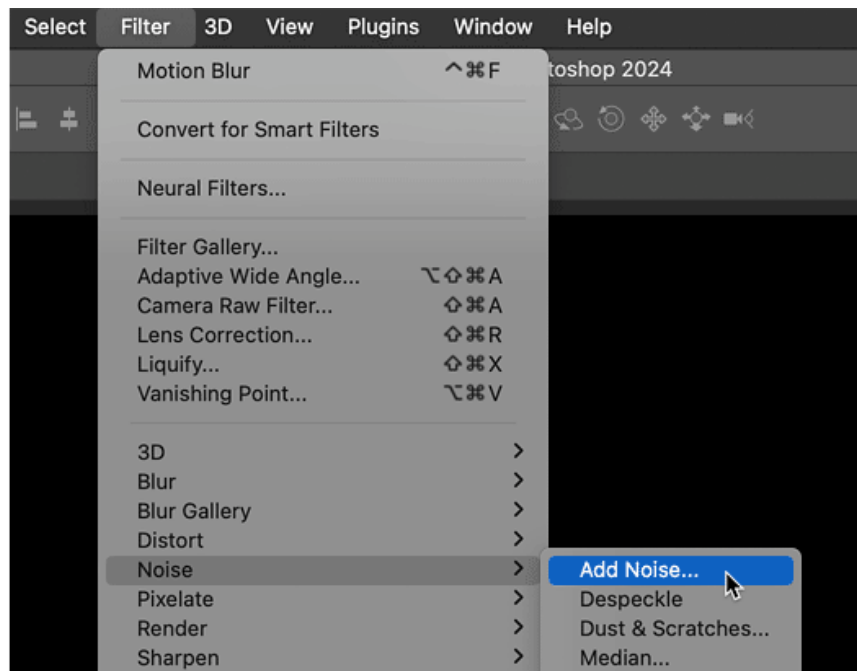 Select Filter 3D View Plugins Window Help
Motion Blur ⌃⌘F
toshop 2024
Convert for Smart Filters
Neural Filters...
Filter Gallery...
Adaptive Wide Angle... ⌥⇧⌘A
Camera Raw Filter... ⇧⌘A
Lens Correction... ⇧⌘R
Liquify... ⇧⌘X
Vanishing Point... ⌥⌘V
3D
Blur
Blur Gallery
Distort
Noise
Add Noise...
Pixelate
Despeckle
Render
Dust & Scratches...
Sharpen
Median...